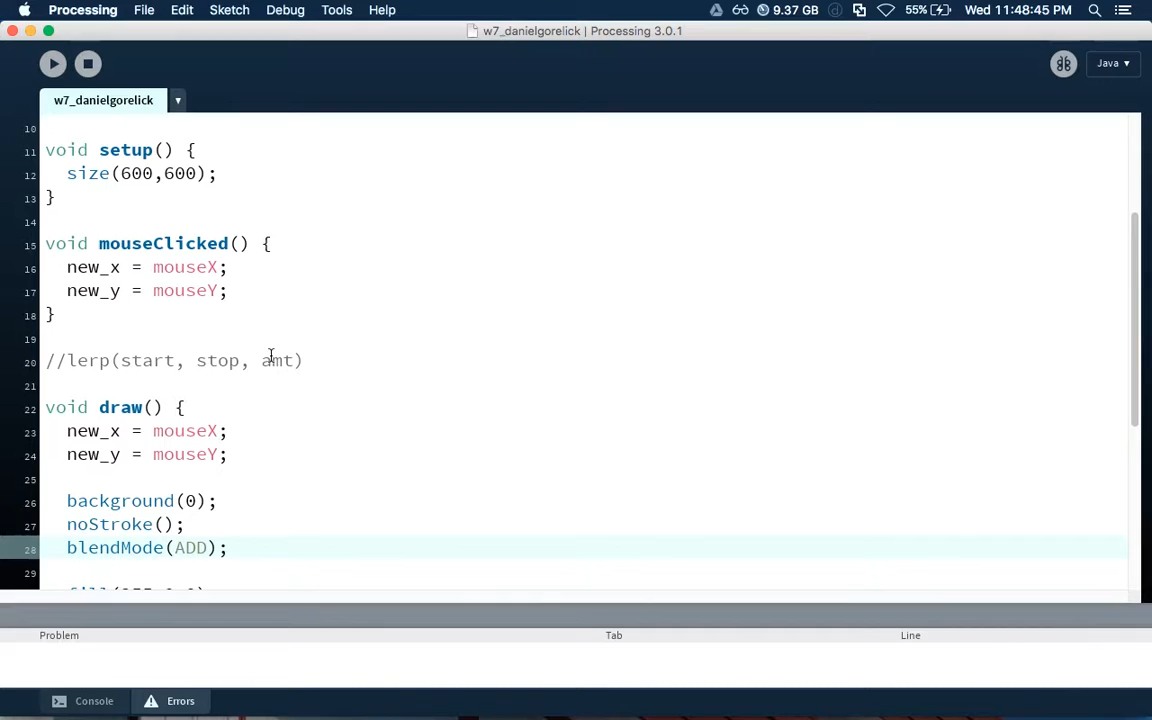 Processing File Edit Sketch Debug Tools Help 9.37 GB 55% Wed 11:48:45 PM
w7_danielgorelick | Processing 3.0.1
Java ▾
w7_danielgorelick ▾
10
11 void setup() {
12 size(600,600);
13 }
14
15 void mouseClicked() {
16 new_x = mouseX;
17 new_y = mouseY;
18 }
19
20 //lerp(start, stop, amt)
21
22 void draw() {
23 new_x = mouseX;
24 new_y = mouseY;
25
26 background(0);
27 noStroke();
28 blendMode(ADD);
29
Problem Tab Line
Console Errors